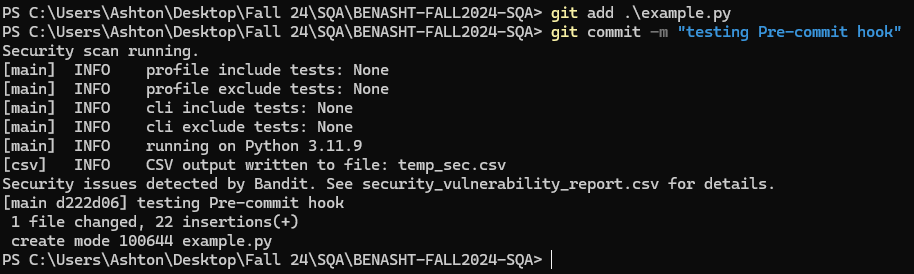 PS C:\Users\Ashton\Desktop\Fall 24\SQA\BENASHT-FALL2024-SQA> git add .\example.py
PS C:\Users\Ashton\Desktop\Fall 24\SQA\BENASHT-FALL2024-SQA> git commit -m "testing Pre-commit hook"
Security scan running.
[main]  INFO    profile include tests: None
[main]  INFO    profile exclude tests: None
[main]  INFO    cli include tests: None
[main]  INFO    cli exclude tests: None
[main]  INFO    running on Python 3.11.9
[csv]   INFO    CSV output written to file: temp_sec.csv
Security issues detected by Bandit. See security_vulnerability_report.csv for details.
[main d222d06] testing Pre-commit hook
 1 file changed, 22 insertions(+)
 create mode 100644 example.py
PS C:\Users\Ashton\Desktop\Fall 24\SQA\BENASHT-FALL2024-SQA>